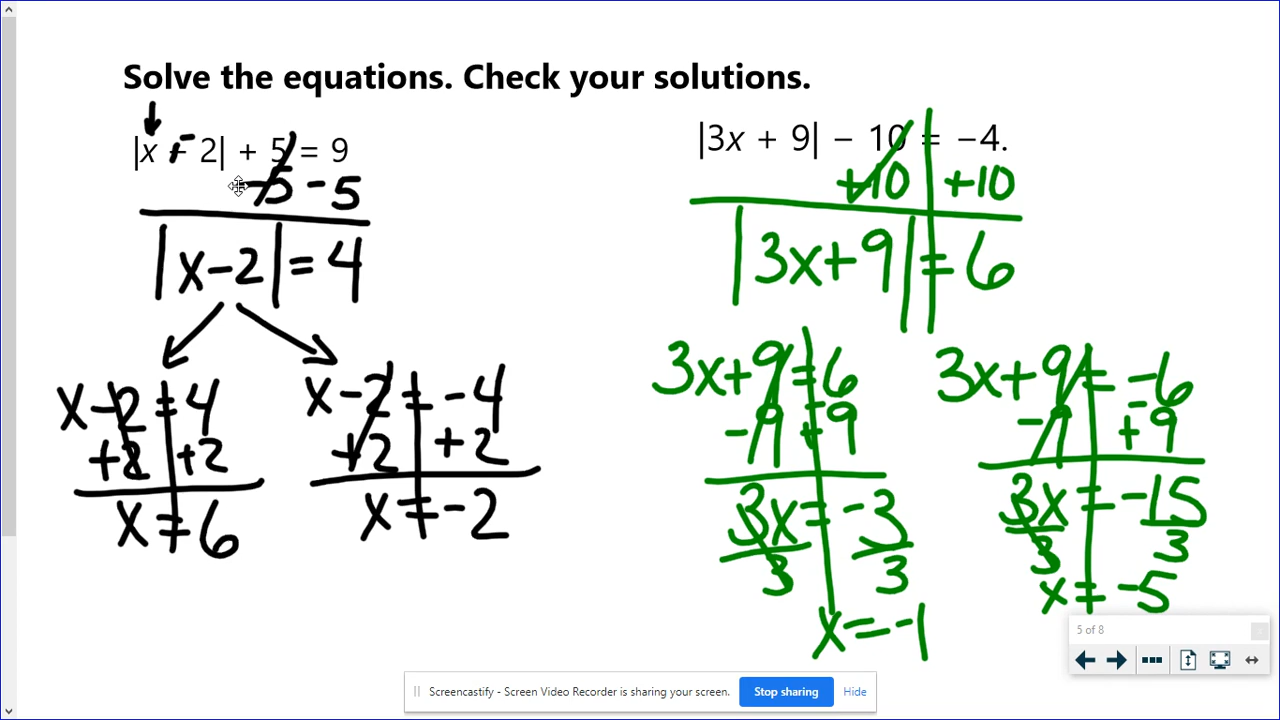 Solve the equations. Check your solutions.
|x - 2| + 5 = 9
-5 -5
|x-2| = 4
x-2 = 4
+2 +2
x = 6
x-2 = -4
+2 +2
x = -2
|3x + 9| − 10 = −4.
+10 +10
|3x+9| = 6
3x+9 = 6
-9 -9
3x = -3
3 3
x = -1
3x+9 = -6
-9 +9
3x = -15
3 3
x = -5
5 of 8
Screencastify - Screen Video Recorder is sharing your screen. Stop sharing Hide